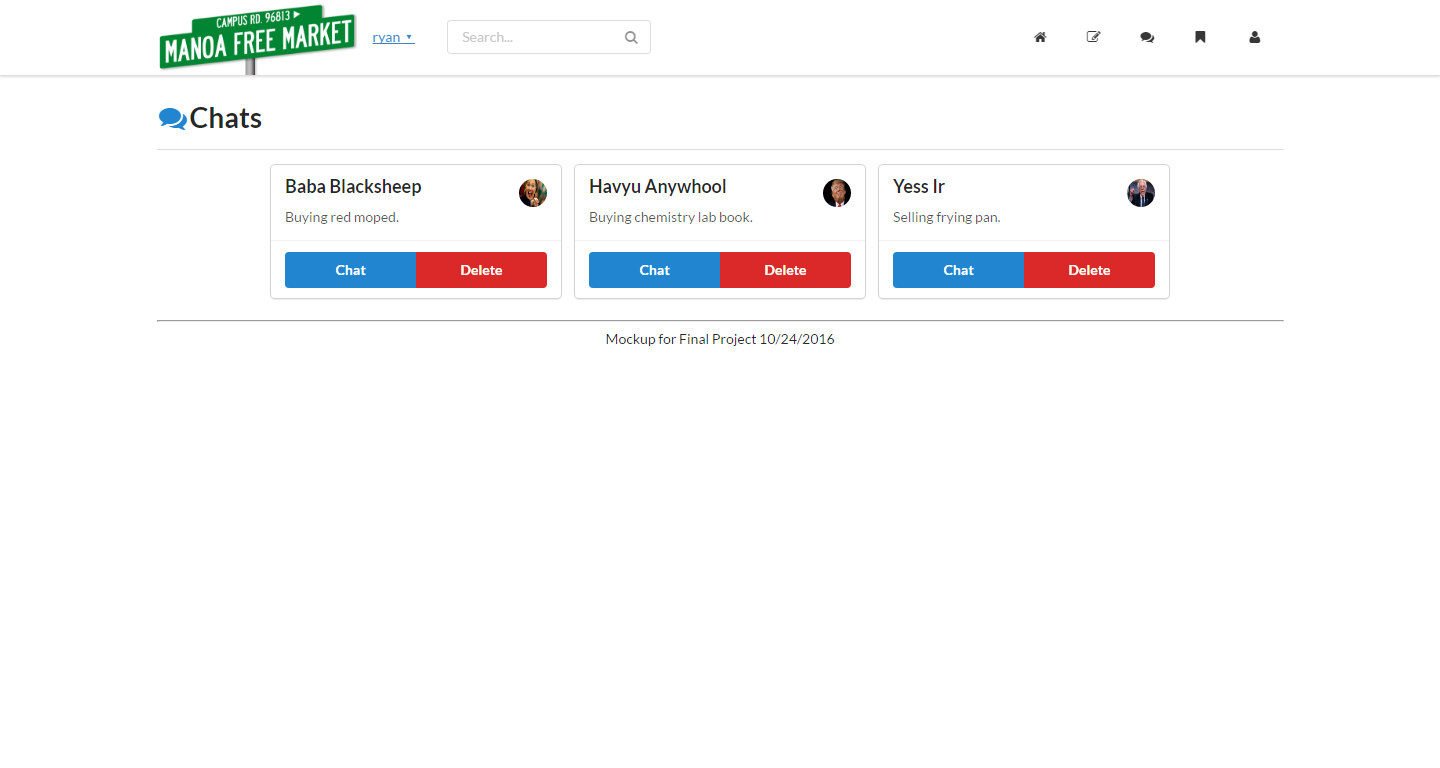 CAMPUS RD. 96813 ►
MANOA FREE MARKET
ryan ▾
Search...
Chats
Baba Blacksheep
Buying red moped.
Chat Delete
Havyu Anywhool
Buying chemistry lab book.
Chat Delete
Yess Ir
Selling frying pan.
Chat Delete
Mockup for Final Project 10/24/2016